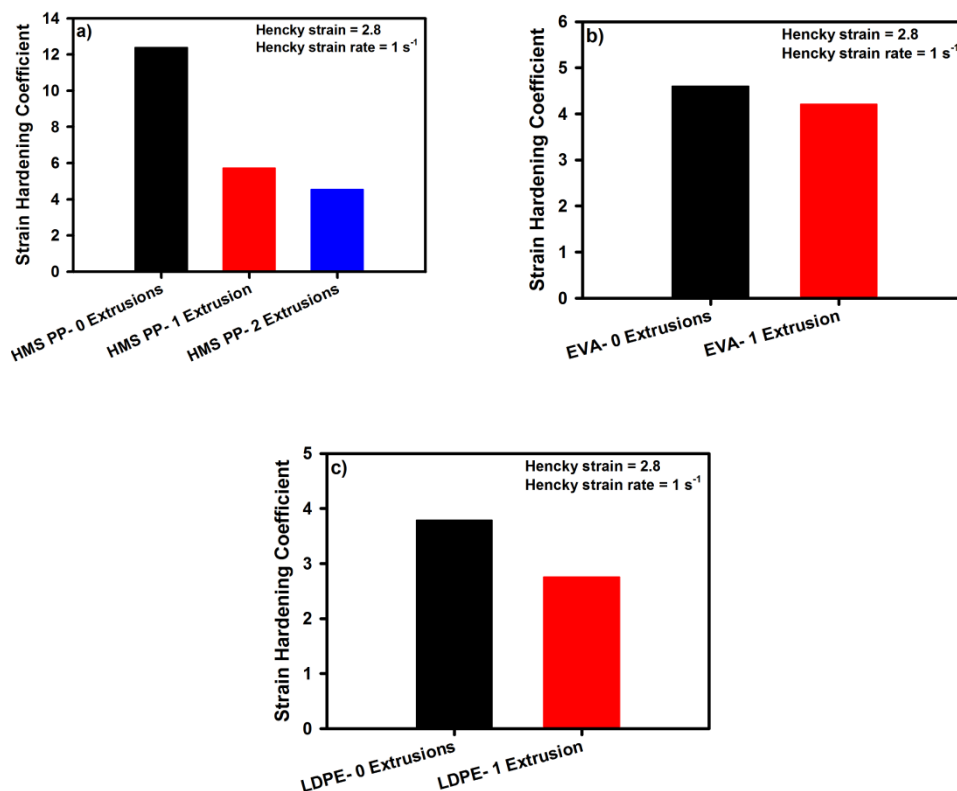 a)
Hencky strain = 2.8
Hencky strain rate = 1 s⁻¹
Strain Hardening Coefficient
14
12
10
8
6
4
2
0
HMS PP- 0 Extrusions
HMS PP- 1 Extrusion
HMS PP- 2 Extrusions
b)
Hencky strain = 2.8
Hencky strain rate = 1 s⁻¹
Strain Hardening Coefficient
6
5
4
3
2
1
0
EVA- 0 Extrusions
EVA- 1 Extrusion
c)
Hencky strain = 2.8
Hencky strain rate = 1 s⁻¹
Strain Hardening Coefficient
5
4
3
2
1
0
LDPE- 0 Extrusions
LDPE- 1 Extrusion